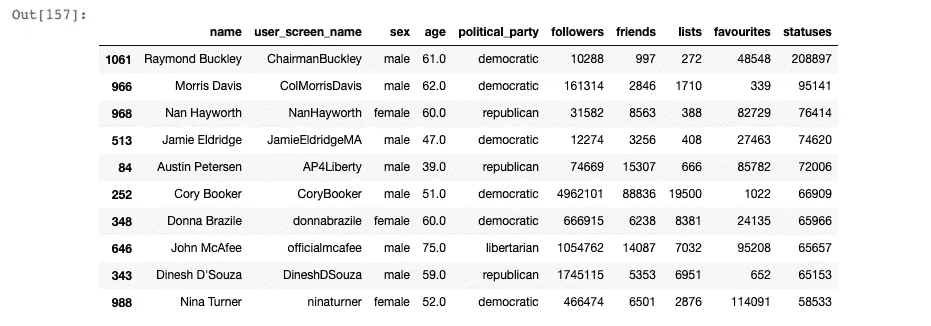 Out[157]:
name user_screen_name sex age political_party followers friends lists favourites statuses
1061 Raymond Buckley ChairmanBuckley male 61.0 democratic 10288 997 272 48548 208897
966 Morris Davis ColMorrisDavis male 62.0 democratic 161314 2846 1710 339 95141
968 Nan Hayworth NanHayworth female 60.0 republican 31582 8563 388 82729 76414
513 Jamie Eldridge JamieEldridgeMA male 47.0 democratic 12274 3256 408 27463 74620
84 Austin Petersen AP4Liberty male 39.0 republican 74669 15307 666 85782 72006
252 Cory Booker CoryBooker male 51.0 democratic 4962101 88836 19500 1022 66909
348 Donna Brazile donnabrazile female 60.0 democratic 666915 6238 8381 24135 65966
646 John McAfee officialmcafee male 75.0 libertarian 1054762 14087 7032 95208 65657
343 Dinesh D'Souza DineshDSouza male 59.0 republican 1745115 5353 6951 652 65153
988 Nina Turner ninaturner female 52.0 democratic 466474 6501 2876 114091 58533